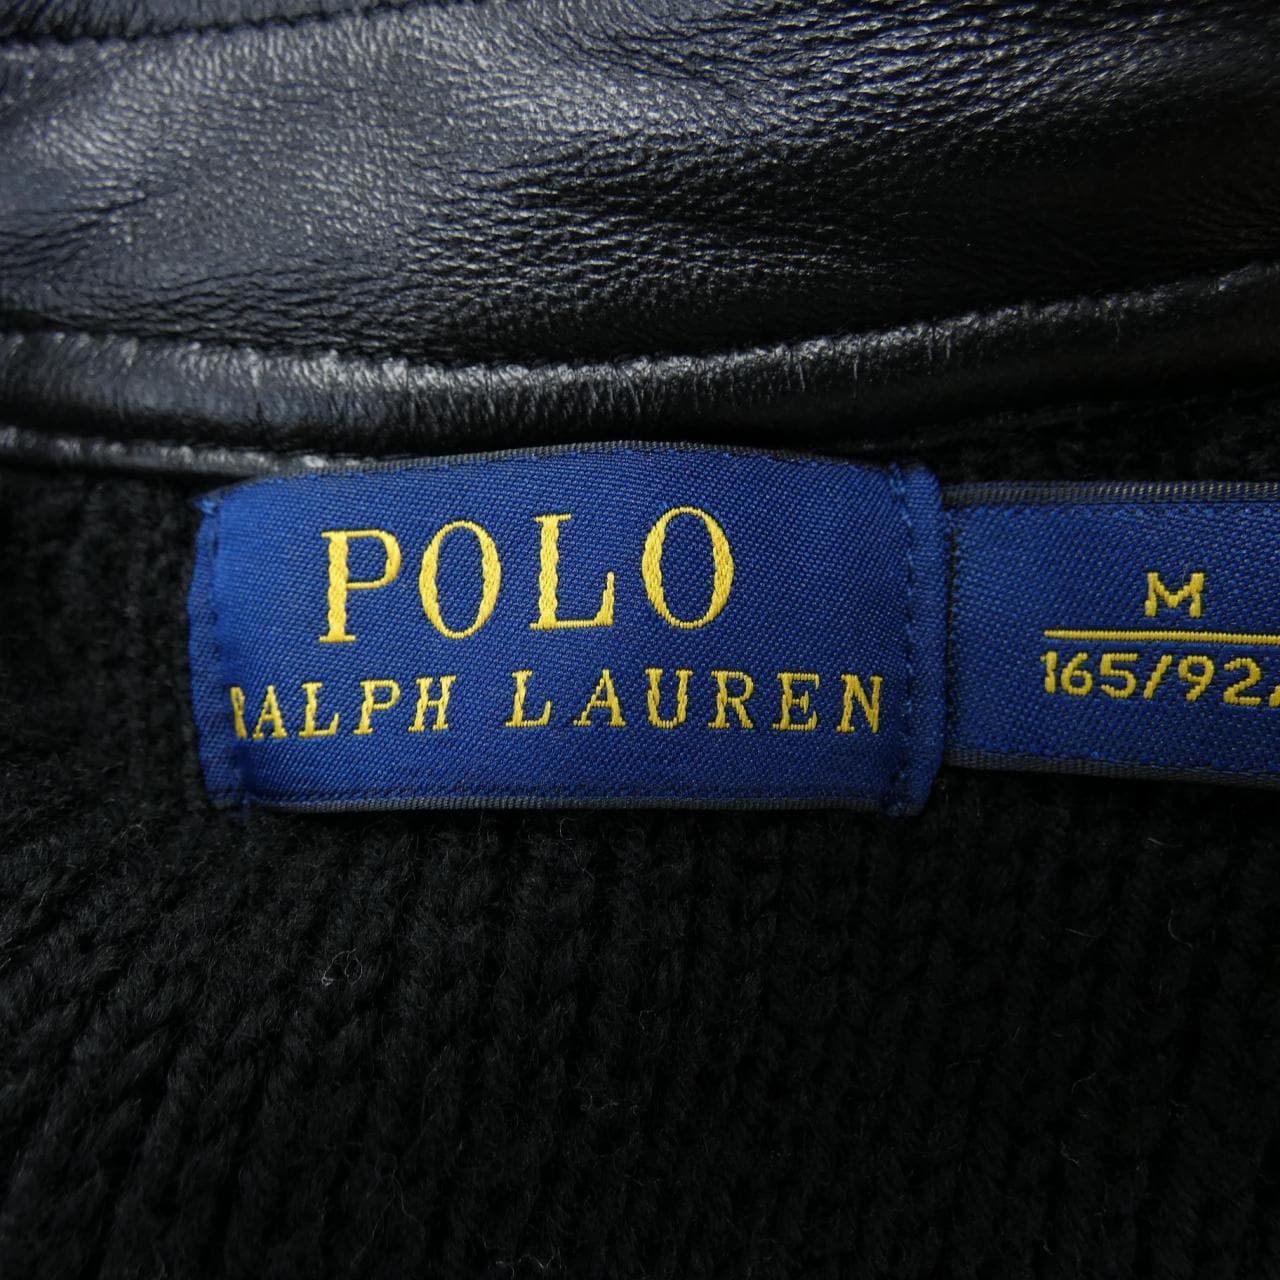 POLO
RALPH LAUREN
M
165/92